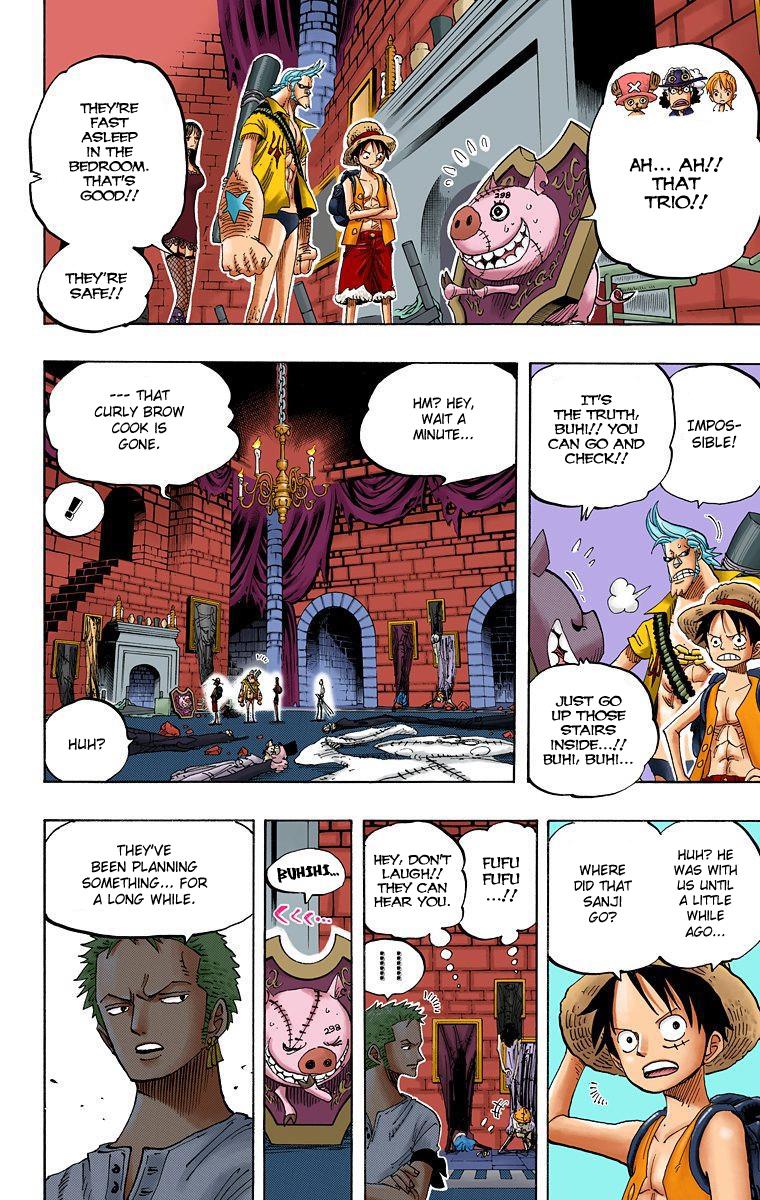 AH... AH!!
THAT
TRIO!!
298
THEY'RE
FAST
ASLEEP
IN THE
BEDROOM.
THAT'S
GOOD!!
THEY'RE
SAFE!!
IMPOS-
SIBLE!
IT'S
THE TRUTH,
BUHI!! YOU
CAN GO AND
CHECK!!
JUST GO
UP THOSE
STAIRS
INSIDE...!!
BUHI, BUHI...
HM? HEY,
WAIT A
MINUTE...
--- THAT
CURLY BROW
COOK IS
GONE.
!
HUH?
HUH? HE
WAS WITH
US UNTIL
A LITTLE
WHILE
AGO...
WHERE
DID THAT
SANJI
GO?
FUFU
FUFU
...!!
HEY, DON'T
LAUGH!!
THEY CAN
HEAR YOU.
!!
BUHIHI...
298
THEY'VE
BEEN PLANNING
SOMETHING... FOR
A LONG WHILE.